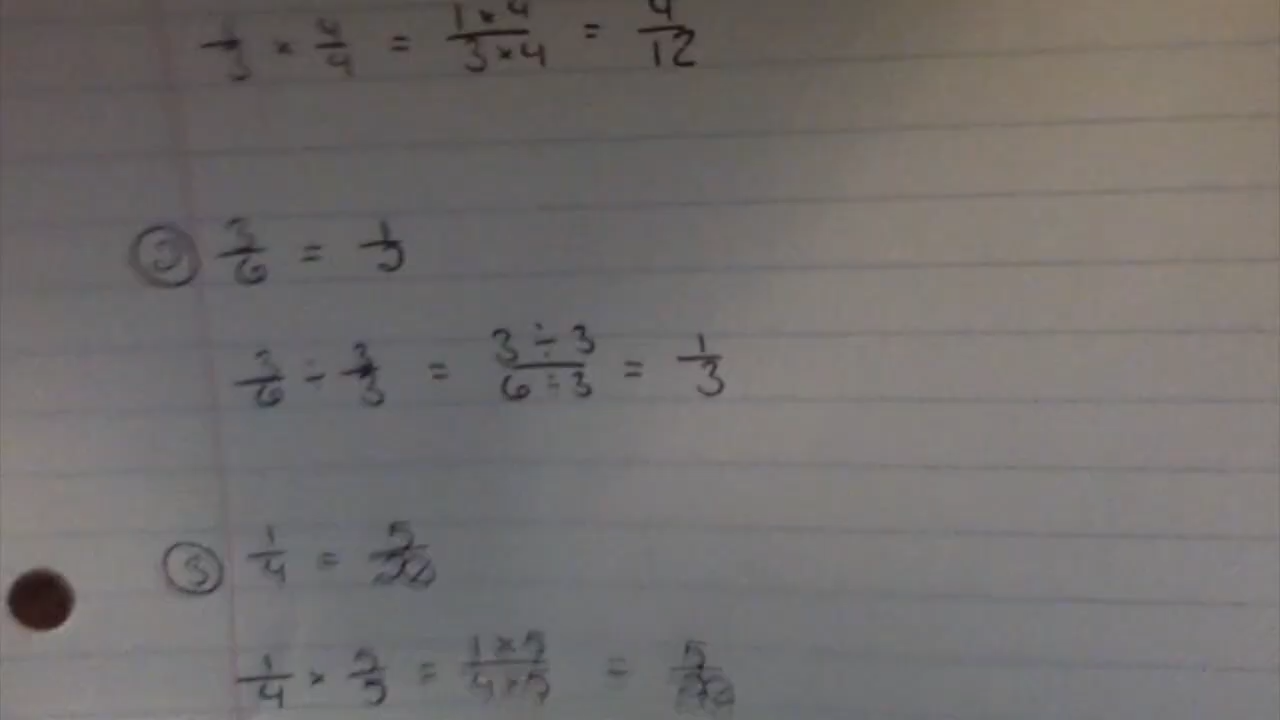 1/3 × 4/4 = 1×4/3×4 = 4/12
② 3/6 = 1/3
3/6 ÷ 3/3 = 3÷3/6÷3 = 1/3
③ 1/4 = 5/20
1/4 × 5/5 = 1×5/4×5 = 5/20